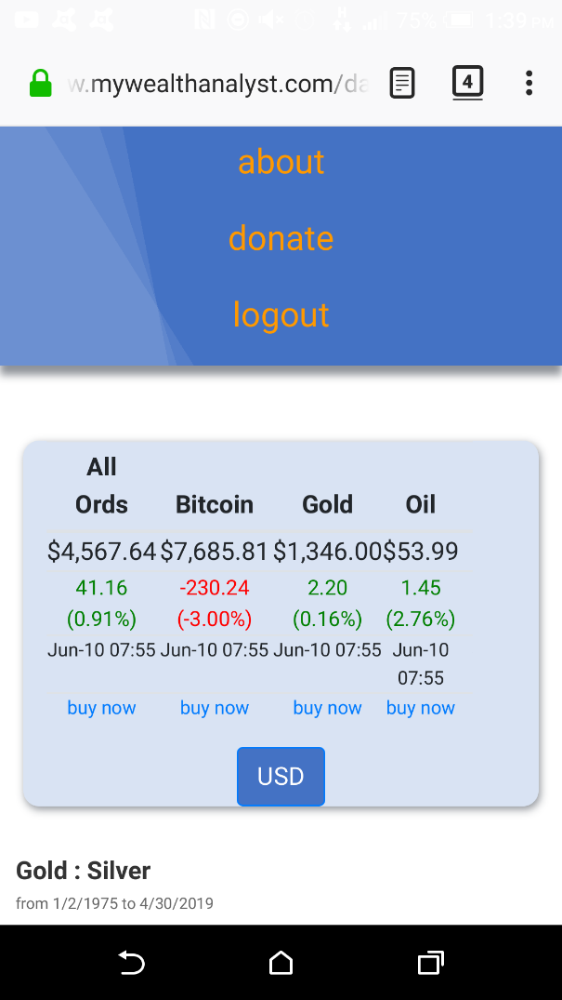 75% 1:39 PM
w.mywealthanalyst.com/da
4
about
donate
logout
All
Ords Bitcoin Gold Oil
$4,567.64 $7,685.81 $1,346.00 $53.99
41.16 -230.24 2.20 1.45
(0.91%) (-3.00%) (0.16%) (2.76%)
Jun-10 07:55 Jun-10 07:55 Jun-10 07:55 Jun-10
07:55
buy now buy now buy now buy now
USD
Gold : Silver
from 1/2/1975 to 4/30/2019